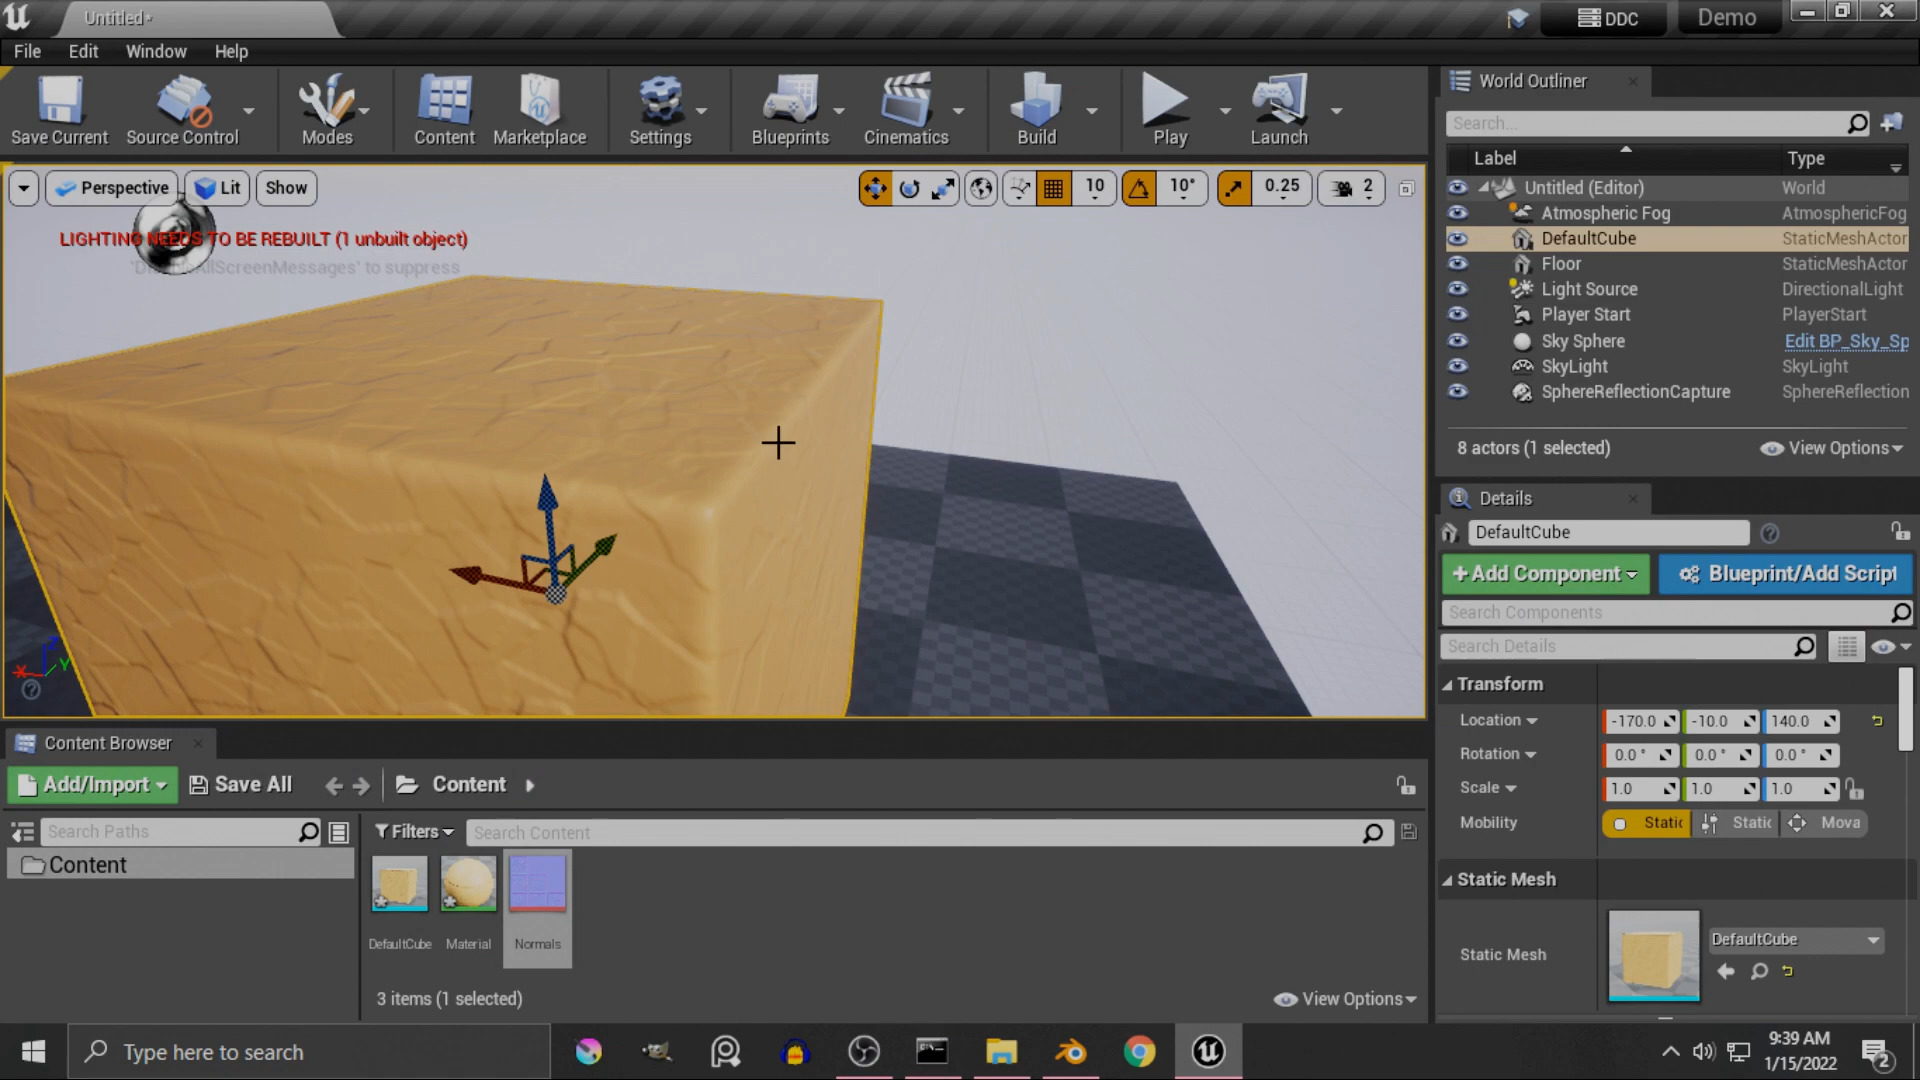 Untitled*
DDC
Demo
File Edit Window Help
Save Current
Source Control
Modes
Content
Marketplace
Settings
Blueprints
Cinematics
Build
Play
Launch
Perspective
Lit
Show
10
10°
0.25
2
LIGHTING NEEDS TO BE REBUILT (1 unbuilt object)
AllScreenMessages' to suppress
X
Y
World Outliner
Search...
Label Type
Untitled (Editor) World
Atmospheric Fog AtmosphericFog
DefaultCube StaticMeshActor
Floor StaticMeshActor
Light Source DirectionalLight
Player Start PlayerStart
Sky Sphere Edit BP_Sky_Sp
SkyLight SkyLight
SphereReflectionCapture SphereReflection
8 actors (1 selected) View Options
Details
DefaultCube
+Add Component
Blueprint/Add Script
Search Components
Search Details
Transform
Location -170.0 -10.0 140.0
Rotation 0.0° 0.0° 0.0°
Scale 1.0 1.0 1.0
Mobility Static Static Mova
Static Mesh
Static Mesh
DefaultCube
Content Browser
Add/Import
Save All
Content
Search Paths
Filters
Search Content
Content
DefaultCube
Material
Normals
3 items (1 selected) View Options
Type here to search
9:39 AM
1/15/2022
2